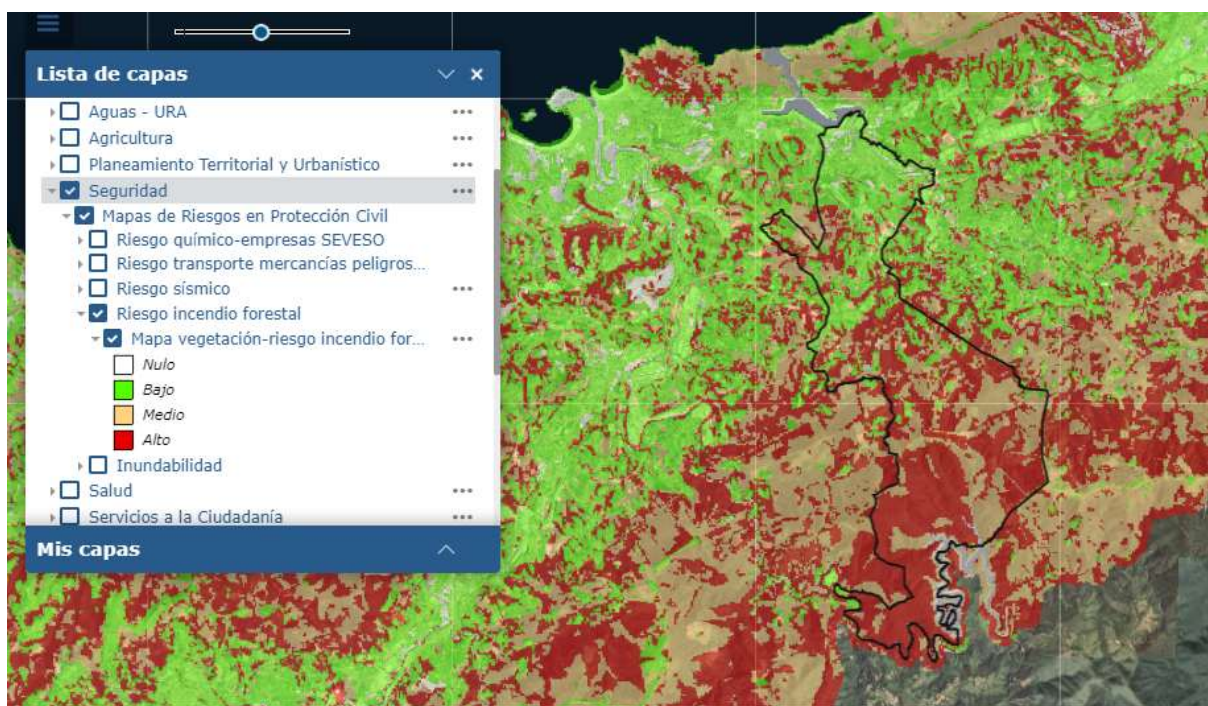 Lista de capas
Aguas - URA
Agricultura
Planeamiento Territorial y Urbanístico
Seguridad
Mapas de Riesgos en Protección Civil
Riesgo químico-empresas SEVESO
Riesgo transporte mercancías peligros...
Riesgo sísmico
Riesgo incendio forestal
Mapa vegetación-riesgo incendio for...
Nulo
Bajo
Medio
Alto
Inundabilidad
Salud
Servicios a la Ciudadanía
Mis capas